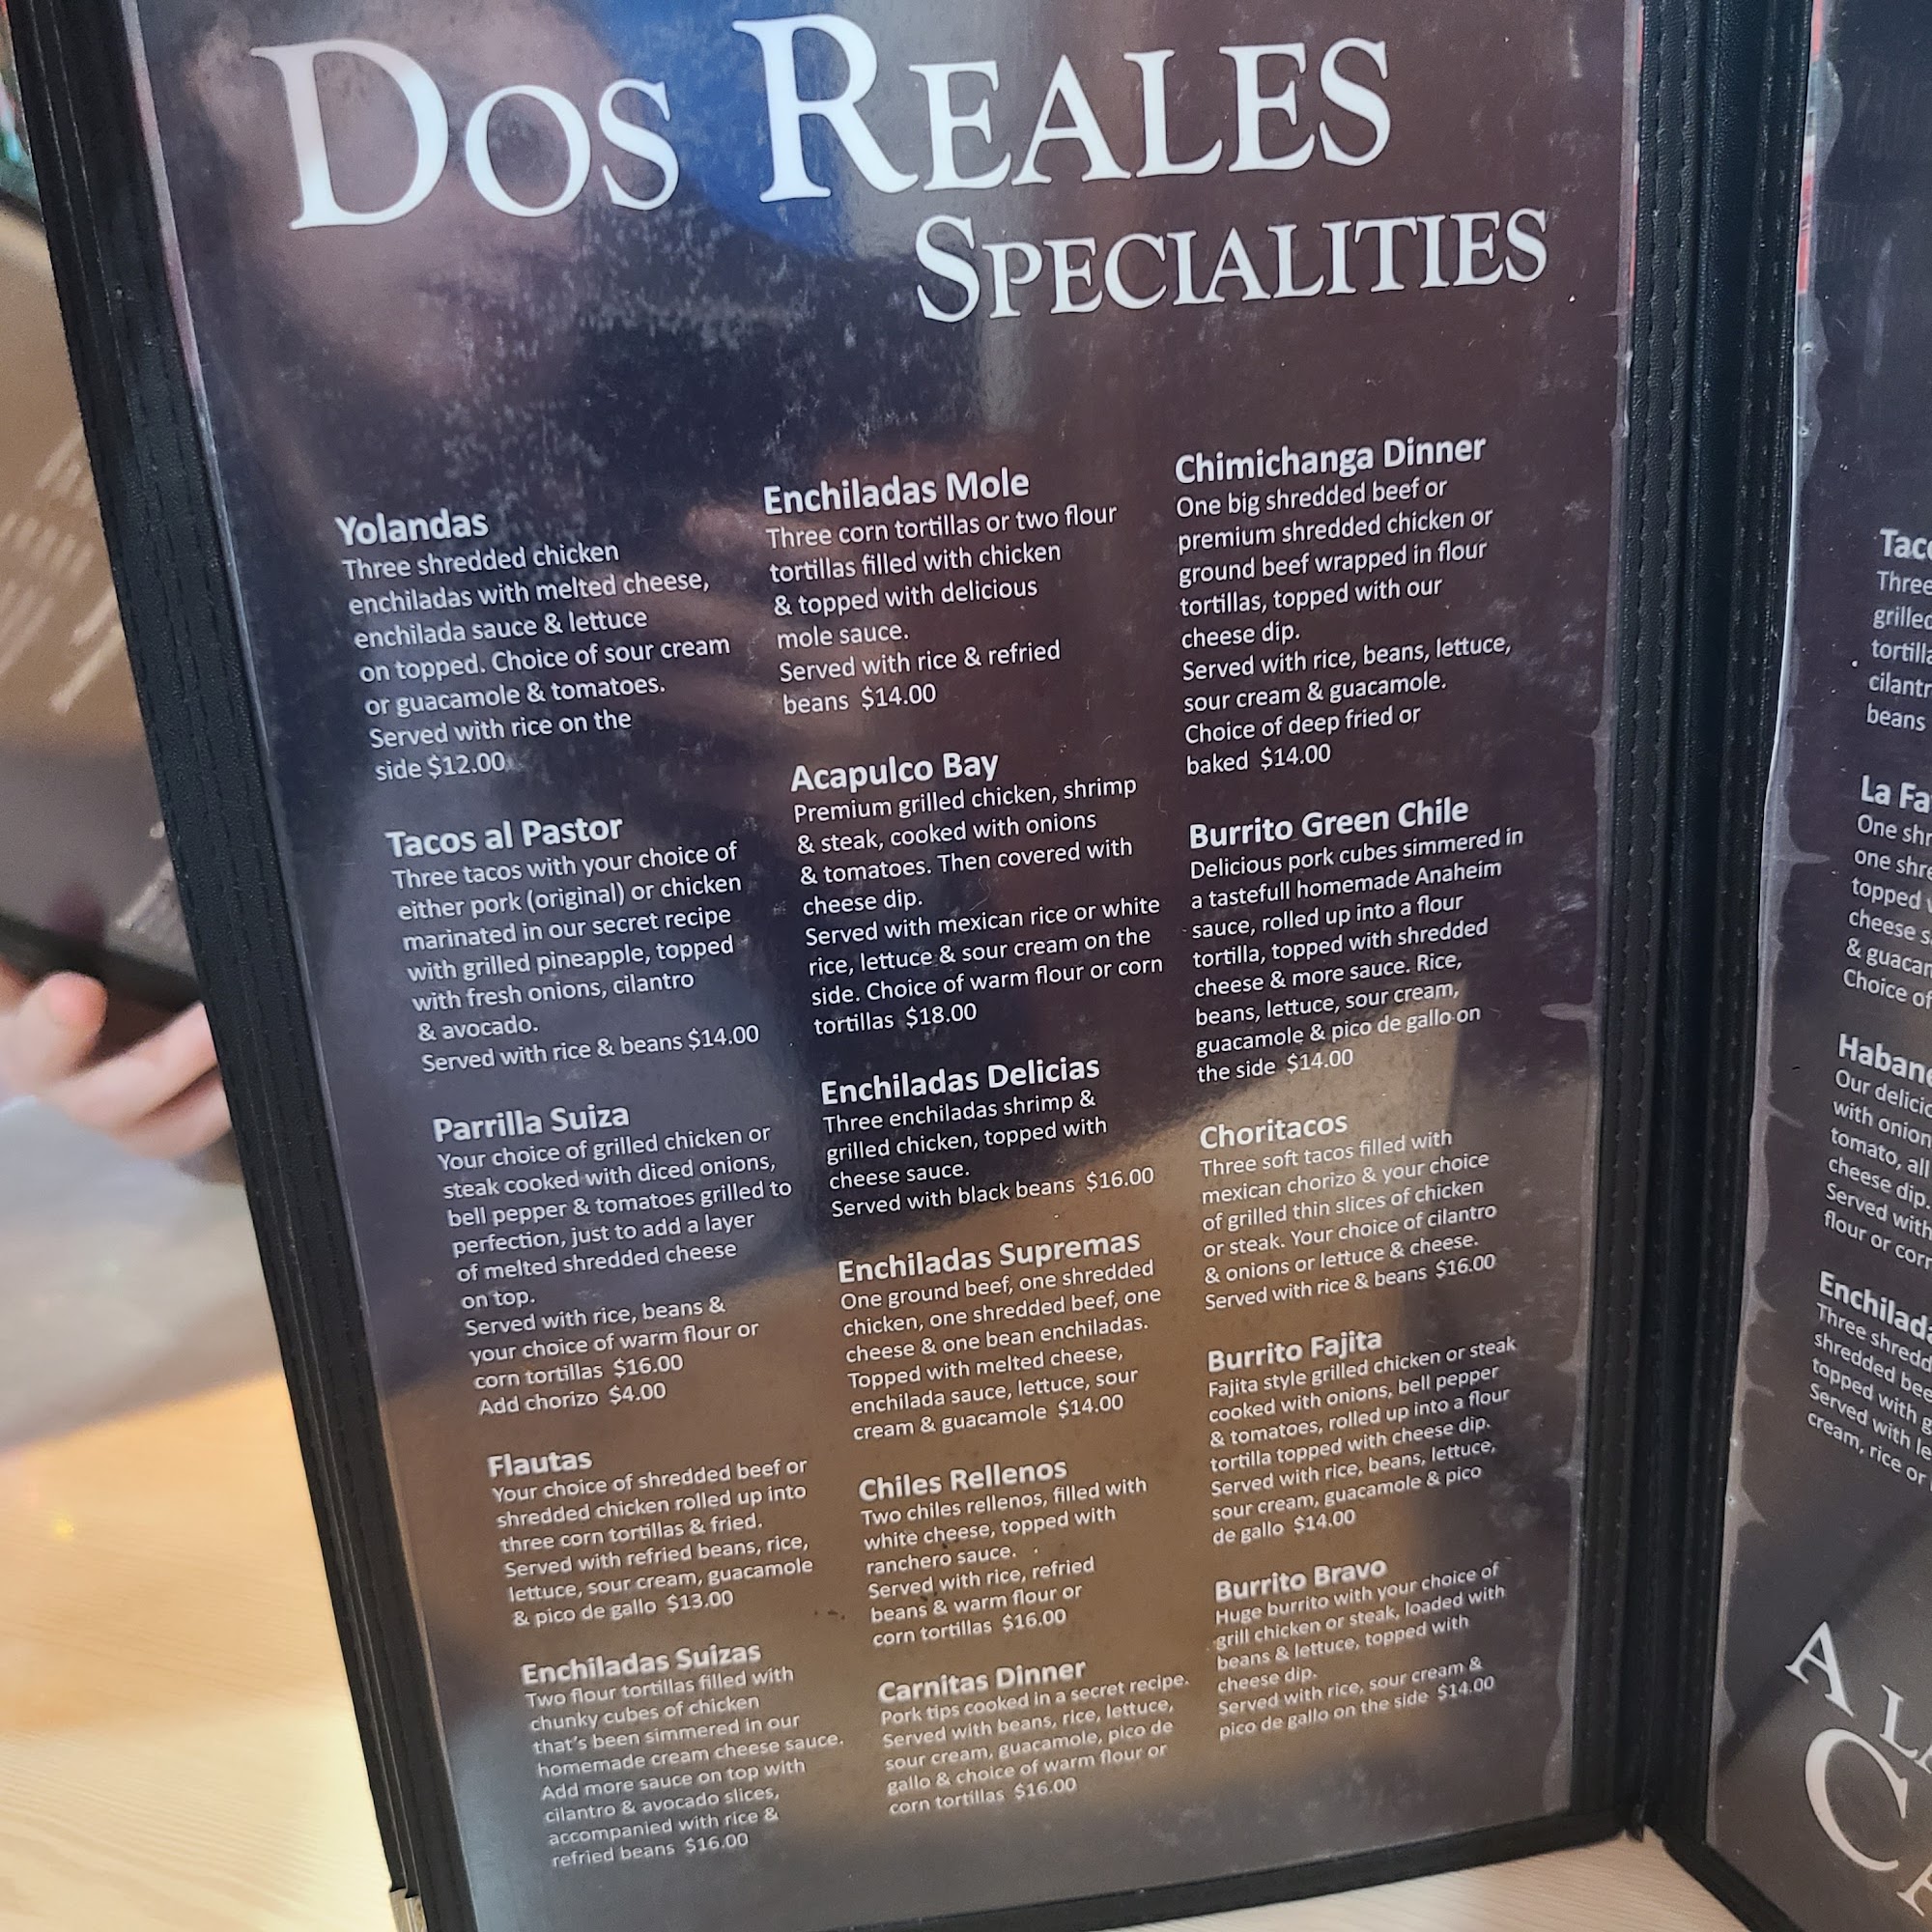 DOS REALES
SPECIALITIES
Yolandas
Three shredded chicken
enchiladas with melted cheese,
enchilada sauce & lettuce
on topped. Choice of sour cream
or guacamole & tomatoes.
Served with rice on the
side $12.00
Tacos al Pastor
Three tacos with your choice of
either pork (original) or chicken
marinated in our secret recipe
with grilled pineapple, topped
with fresh onions, cilantro
& avocado.
Served with rice & beans $14.00
Parrilla Suiza
Your choice of grilled chicken or
steak cooked with diced onions,
bell pepper & tomatoes grilled to
perfection, just to add a layer
of melted shredded cheese
on top.
Served with rice, beans &
your choice of warm flour or
corn tortillas $16.00
Add chorizo $4.00
Flautas
Your choice of shredded beef or
shredded chicken rolled up into
three corn tortillas & fried.
Served with refried beans, rice,
lettuce, sour cream, guacamole
& pico de gallo $13.00
Enchiladas Suizas
Two flour tortillas filled with
chunky cubes of chicken
that's been simmered in our
homemade cream cheese sauce.
Add more sauce on top with
cilantro & avocado slices,
accompanied with rice &
refried beans $16.00
Enchiladas Mole
Three corn tortillas or two flour
tortillas filled with chicken
& topped with delicious
mole sauce.
Served with rice & refried
beans $14.00
Acapulco Bay
Premium grilled chicken, shrimp
& steak, cooked with onions
& tomatoes. Then covered with
cheese dip.
Served with mexican rice or white
rice, lettuce & sour cream on the
side. Choice of warm flour or corn
tortillas $18.00
Enchiladas Delicias
Three enchiladas shrimp &
grilled chicken, topped with
cheese sauce.
Served with black beans $16.00
Enchiladas Supremas
One ground beef, one shredded
chicken, one shredded beef, one
cheese & one bean enchiladas.
Topped with melted cheese,
enchilada sauce, lettuce, sour
cream & guacamole $14.00
Chiles Rellenos
Two chiles rellenos, filled with
white cheese, topped with
ranchero sauce.
Served with rice, refried
beans & warm flour or
corn tortillas $16.00
Carnitas Dinner
Pork tips cooked in a secret recipe.
Served with beans, rice, lettuce,
sour cream, guacamole, pico de
gallo & choice of warm flour or
corn tortillas $16.00
Chimichanga Dinner
One big shredded beef or
premium shredded chicken or
ground beef wrapped in flour
tortillas, topped with our
cheese dip.
Served with rice, beans, lettuce,
sour cream & guacamole.
Choice of deep fried or
baked $14.00
Burrito Green Chile
Delicious pork cubes simmered in
a tastefull homemade Anaheim
sauce, rolled up into a flour
tortilla, topped with shredded
cheese & more sauce. Rice,
beans, lettuce, sour cream,
guacamole & pico de gallo on
the side $14.00
Choritacos
Three soft tacos filled with
mexican chorizo & your choice
of grilled thin slices of chicken
or steak. Your choice of cilantro
& onions or lettuce & cheese.
Served with rice & beans $16.00
Burrito Fajita
Fajita style grilled chicken or steak
cooked with onions, bell pepper
& tomatoes, rolled up into a flour
tortilla topped with cheese dip.
Served with rice, beans, lettuce,
sour cream, guacamole & pico
de gallo $14.00
Burrito Bravo
Huge burrito with your choice of
grill chicken or steak, loaded with
beans & lettuce, topped with
cheese dip.
Served with rice, sour cream &
pico de gallo on the side $14.00
Three
beans
La
One
one
topped
cheese
&
Choice of
Our
with
tomato, all
cheese dip.
Served with
flour or
Three
topped with
Served with
cream, rice or
A